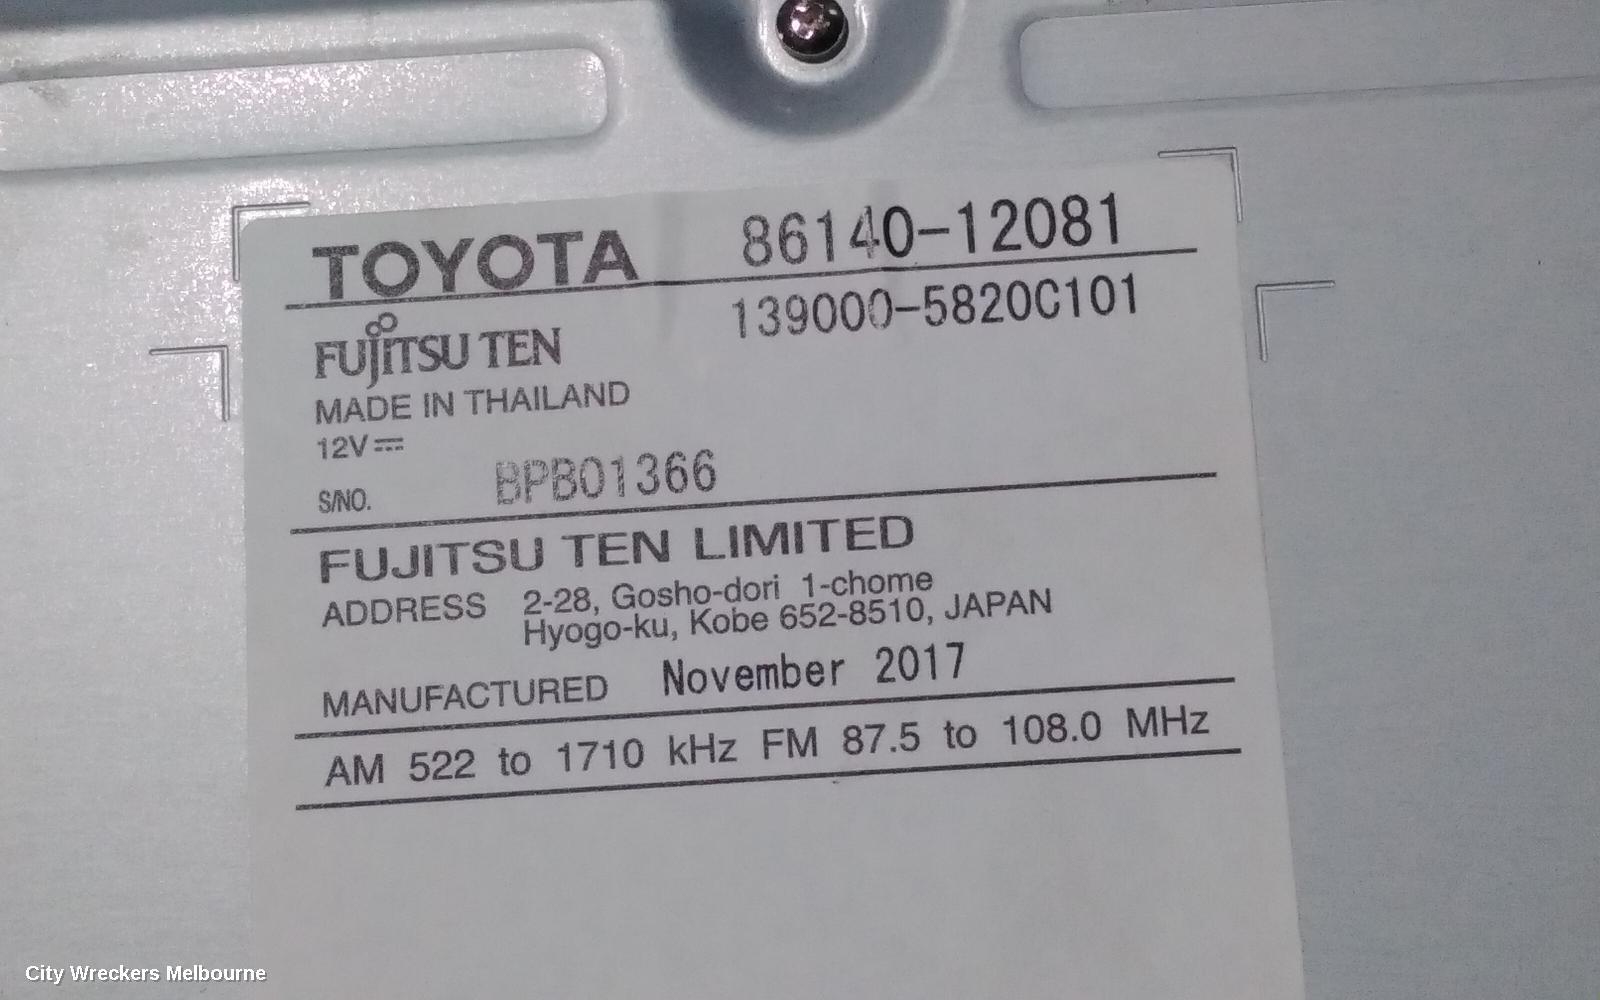 TOYOTA 86140-12081
139000-5820C101
FUJITSU TEN
MADE IN THAILAND
12V
S/NO. BPB01366
FUJITSU TEN LIMITED
ADDRESS 2-28, Gosho-dori 1-chome
Hyogo-ku, Kobe 652-8510, JAPAN
MANUFACTURED November 2017
AM 522 to 1710 kHz FM 87.5 to 108.0 MHz
City Wreckers Melbourne